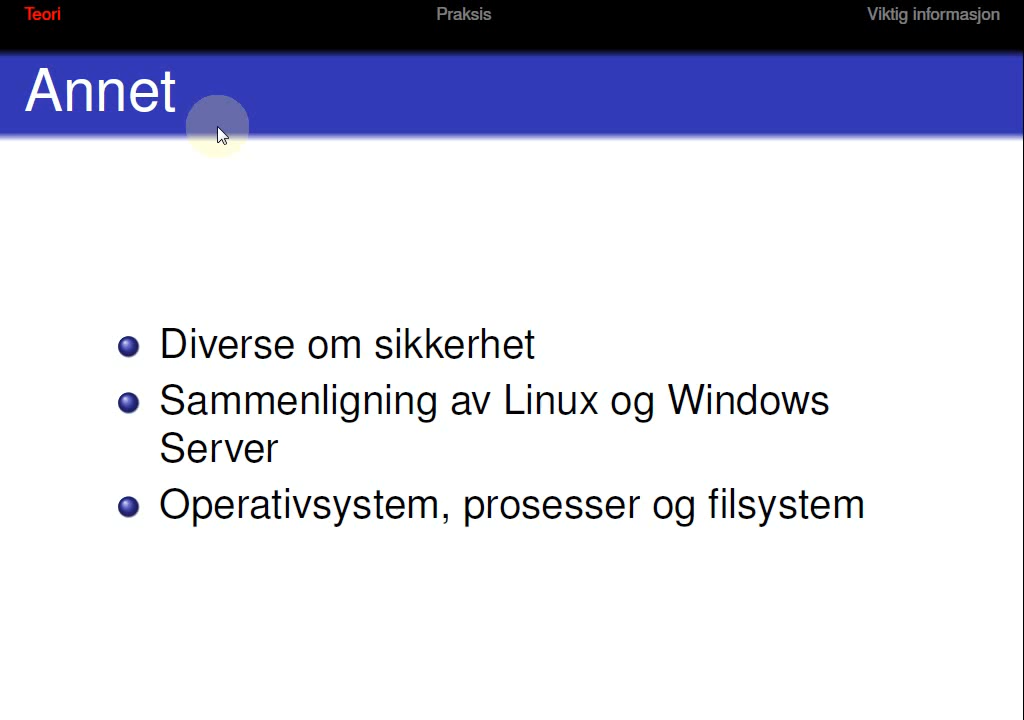 Teori Praksis Viktig informasjon
Annet
Diverse om sikkerhet
Sammenligning av Linux og Windows
Server
Operativsystem, prosesser og filsystem